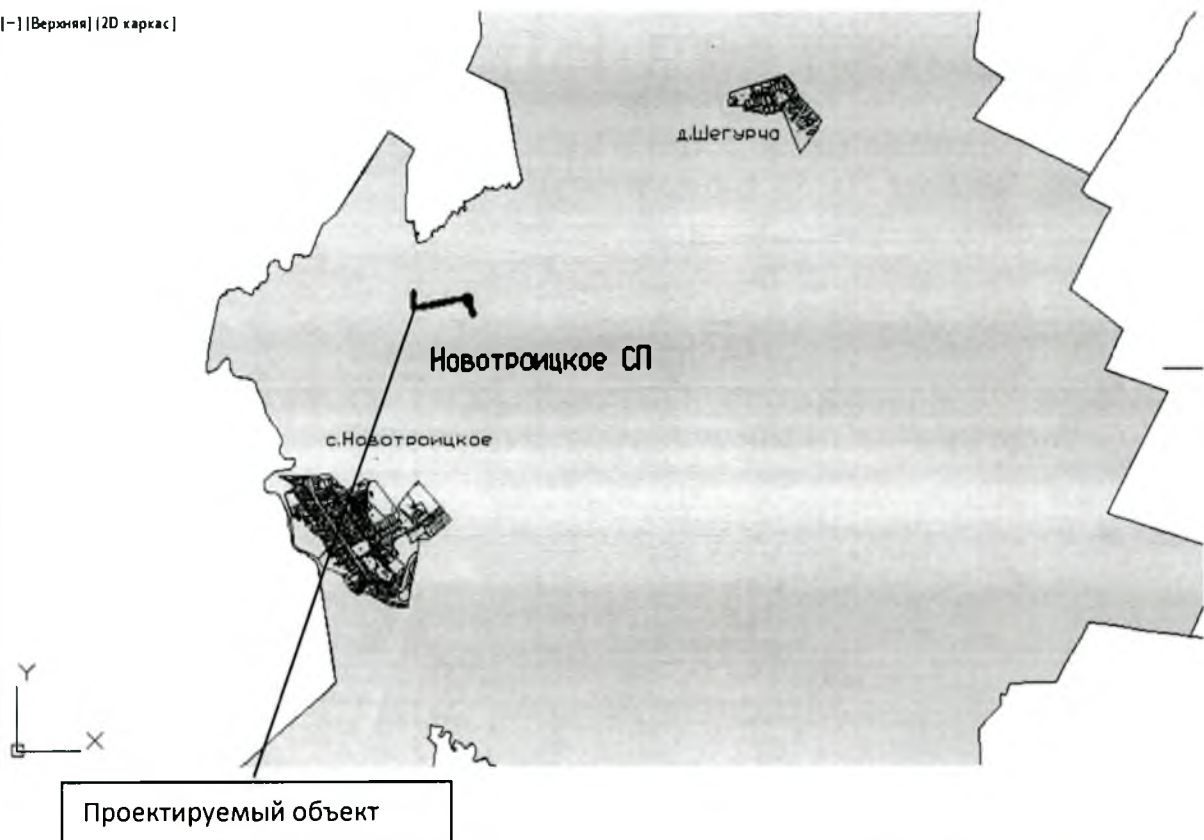 [-] [Верхняя] [2D каркас]
д.Шегурча
Новотроицкое СП
с.Новотроицкое
Y
X
Проектируемый объект